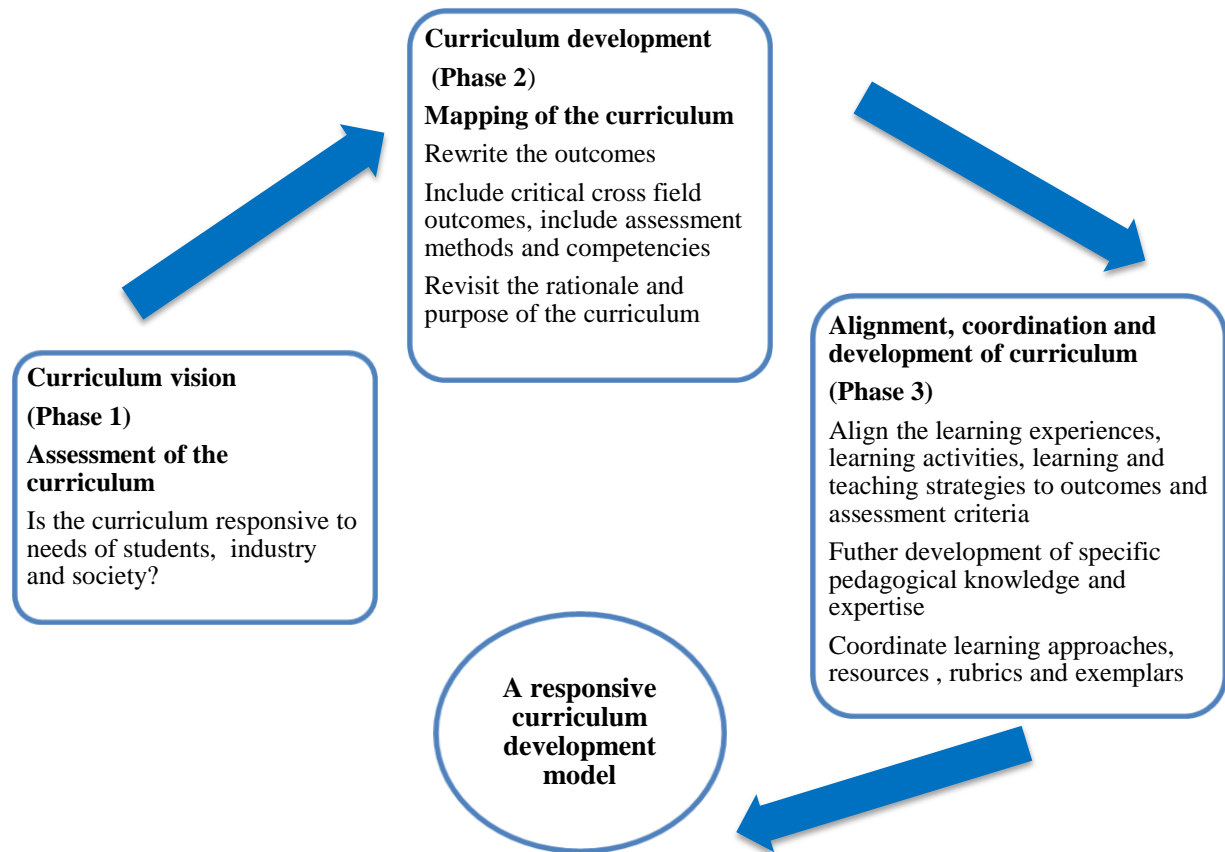 Curriculum vision
(Phase 1)
Assessment of the
curriculum
Is the curriculum responsive to
needs of students, industry
and society?
Curriculum development
(Phase 2)
Mapping of the curriculum
Rewrite the outcomes
Include critical cross field
outcomes, include assessment
methods and competencies
Revisit the rationale and
purpose of the curriculum
Alignment, coordination and
development of curriculum
(Phase 3)
Align the learning experiences,
learning activities, learning and
teaching strategies to outcomes and
assessment criteria
Futher development of specific
pedagogical knowledge and
expertise
Coordinate learning approaches,
resources , rubrics and exemplars
A responsive
curriculum
development
model